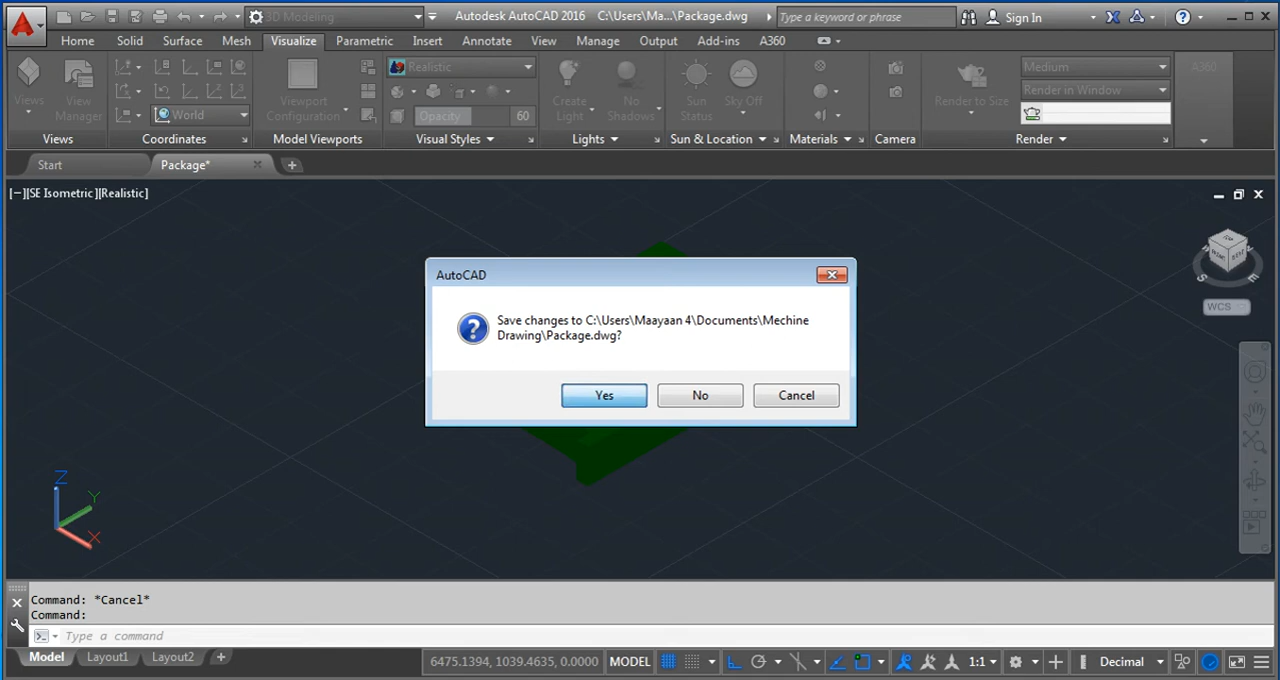 3D Modeling
Autodesk AutoCAD 2016 C:\Users\Ma...\Package.dwg
Type a keyword or phrase
Sign In
Home Solid Surface Mesh Visualize Parametric Insert Annotate View Manage Output Add-ins A360
Views
View Manager
World
Viewport Configuration
Realistic
Opacity 60
Create Light
No Shadows
Sun Status
Sky Off
Render to Size
Medium
Render in Window
A360
Views Coordinates Model Viewports Visual Styles Lights Sun & Location Materials Camera Render
Start Package*
[−][SE Isometric][Realistic]
S E
WCS
AutoCAD
Save changes to C:\Users\Maayaan 4\Documents\Mechine
Drawing\Package.dwg?
Yes No Cancel
Z
Y
X
Command: *Cancel*
Command:
Type a command
Model Layout1 Layout2
6475.1394, 1039.4635, 0.0000 MODEL 1:1 Decimal